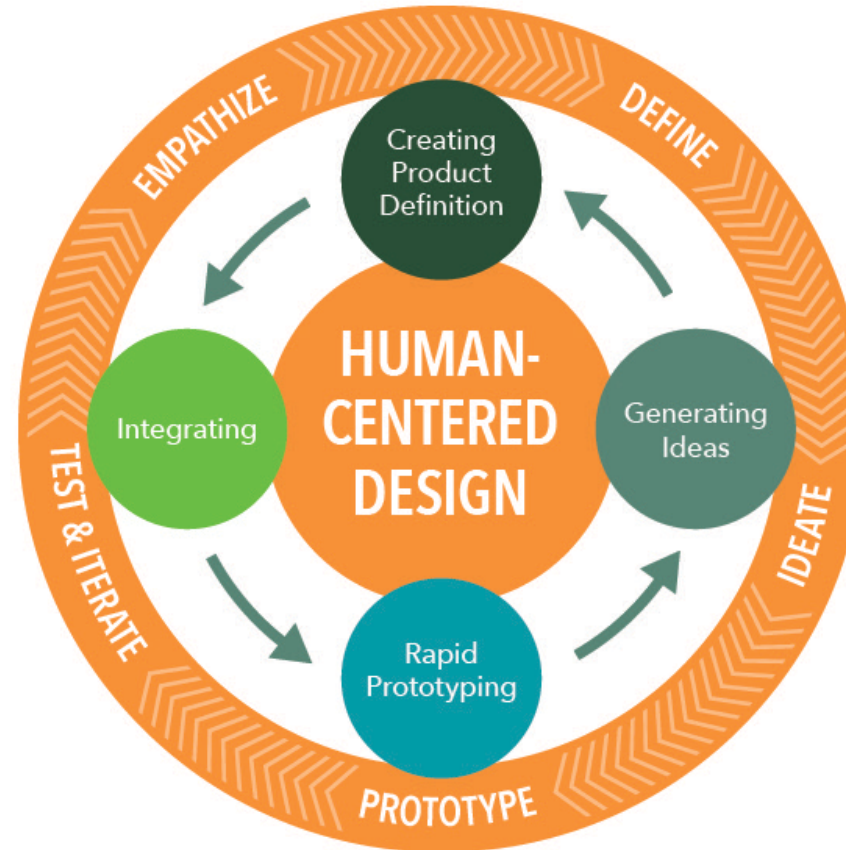 EMPATHIZE
DEFINE
Creating
Product
Definition
HUMAN-
CENTERED
DESIGN
Integrating
Generating
Ideas
TEST & ITERATE
IDEATE
Rapid
Prototyping
PROTOTYPE